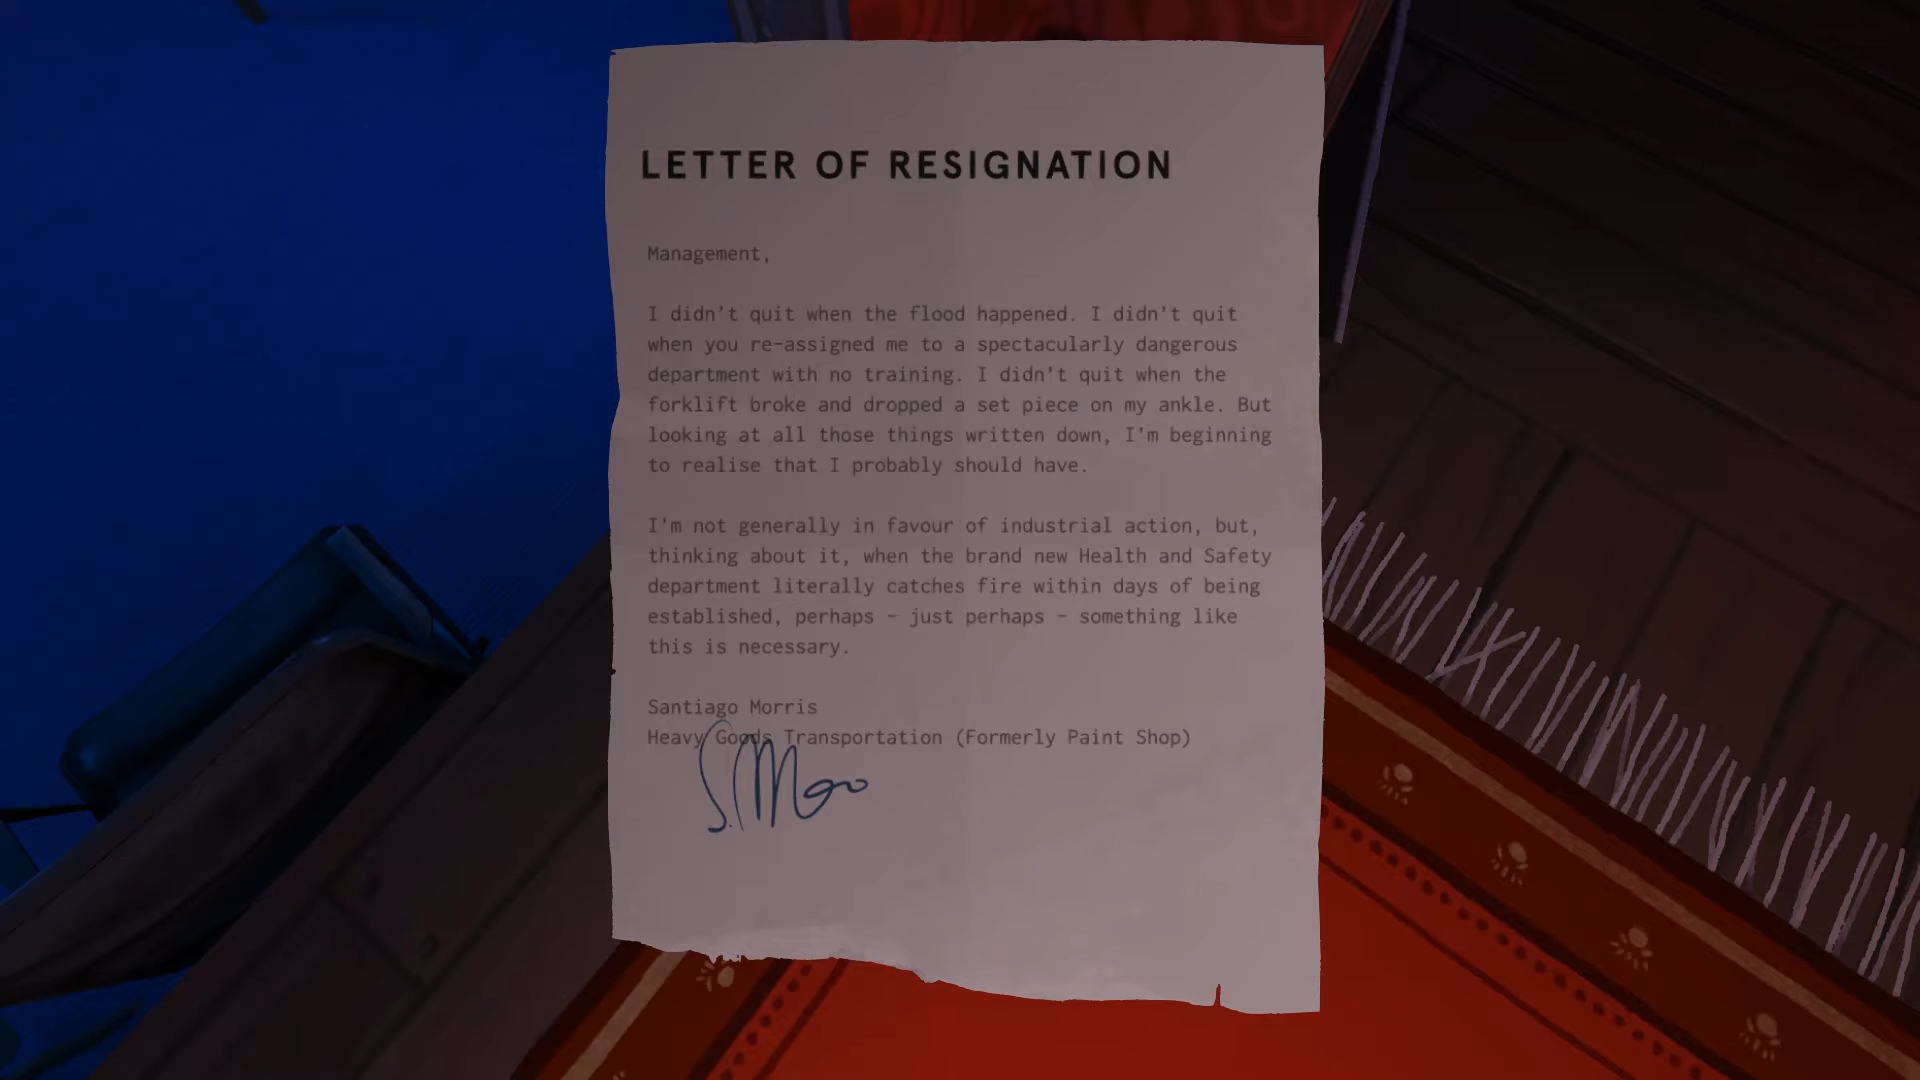 LETTER OF RESIGNATION
Management,
I didn't quit when the flood happened. I didn't quit
when you re-assigned me to a spectacularly dangerous
department with no training. I didn't quit when the
forklift broke and dropped a set piece on my ankle. But
looking at all those things written down, I'm beginning
to realise that I probably should have.
I'm not generally in favour of industrial action, but,
thinking about it, when the brand new Health and Safety
department literally catches fire within days of being
established, perhaps – just perhaps – something like
this is necessary.
Santiago Morris
Heavy Goods Transportation (Formerly Paint Shop)